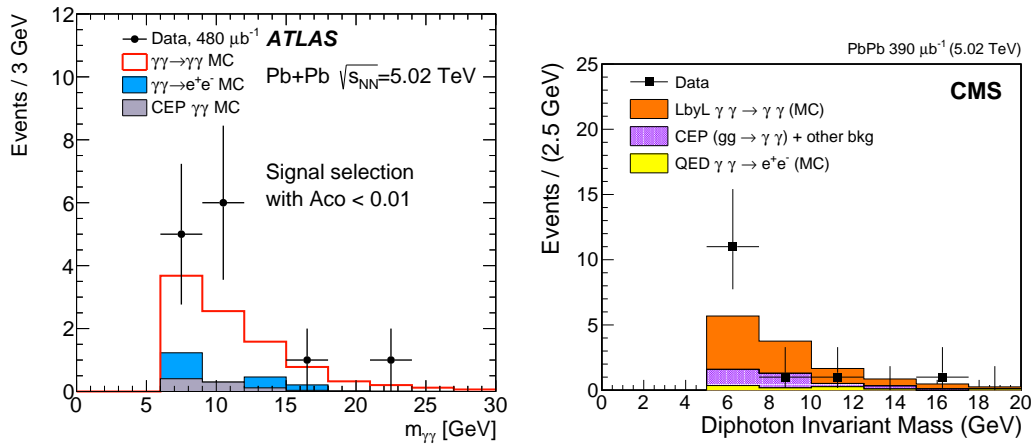 12
10
8
6
4
2
0
Events / 3 GeV
Data, 480 μb⁻¹ ATLAS
γγ→γγ MC
γγ→e⁺e⁻ MC
CEP γγ MC
Pb+Pb √s_NN=5.02 TeV
Signal selection
with Aco < 0.01
0 5 10 15 20 25 30
m_γγ [GeV]
PbPb 390 μb⁻¹ (5.02 TeV)
25
20
15
10
5
0
Events / (2.5 GeV)
Data
CMS
LbyL γ γ → γ γ (MC)
CEP (gg → γ γ) + other bkg
QED γ γ → e⁺e⁻ (MC)
0 2 4 6 8 10 12 14 16 18 20
Diphoton Invariant Mass (GeV)